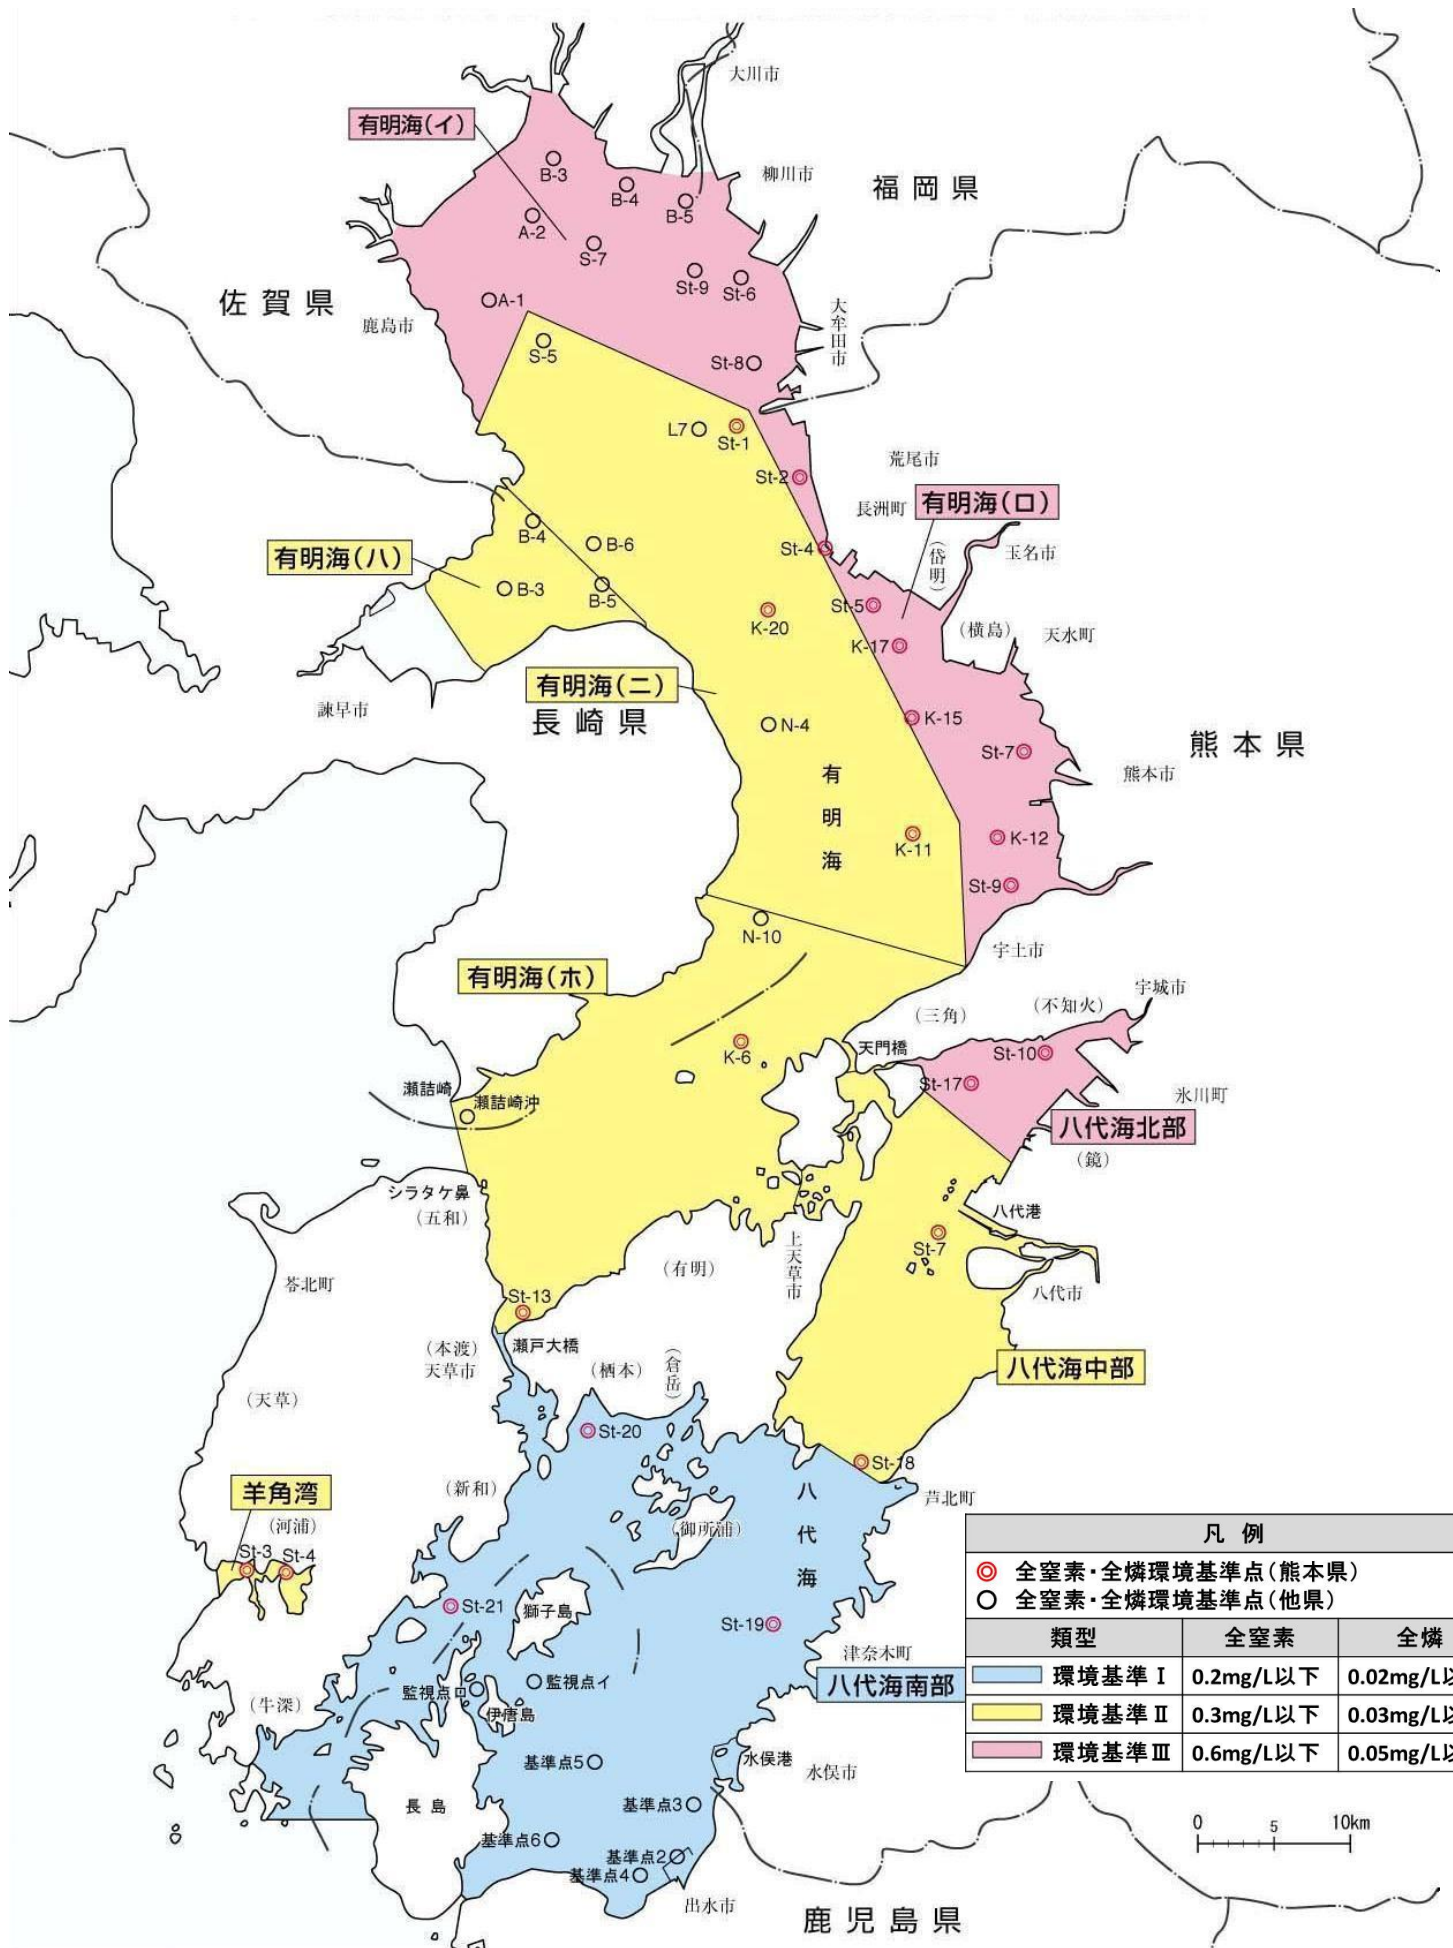 大川市
有明海(イ)
B-3
柳川市
B-4
福岡県
B-5
A-2
S-7
St-9
St-6
A-1
佐賀県
鹿島市
大牟田市
S-5
St-8
L7
St-1
荒尾市
St-2
長洲町
有明海(ロ)
B-4
有明海(ハ)
B-6
St-4
(岱明)
玉名市
B-3
B-5
K-20
St-5
(横島)
天水町
K-17
有明海(ニ)
諫早市
長崎県
N-4
K-15
St-7
熊本県
熊本市
有明海
K-11
K-12
St-9
N-10
宇土市
有明海(ホ)
宇城市
(不知火)
(三角)
天門橋
K-6
St-10
St-17
瀬詰崎
瀬詰崎沖
氷川町
八代海北部
(鏡)
シラタケ鼻
(五和)
八代港
St-7
上天草市
(有明)
苓北町
八代市
St-13
瀬戸大橋
(本渡)
天草市
(栖本)
(倉岳)
八代海中部
(天草)
St-20
St-18
羊角湾
(新和)
八代海
芦北町
(河浦)
(御所浦)
St-3
St-4
St-21
獅子島
St-19
津奈木町
監視点イ
監視点ロ
八代海南部
(牛深)
伊唐島
基準点5
水俣港
水俣市
長島
基準点3
基準点6
基準点2
基準点4
出水市
鹿児島県
凡例
全窒素・全燐環境基準点(熊本県)
全窒素・全燐環境基準点(他県)
類型 全窒素 全燐
環境基準Ⅰ 0.2mg/L以下 0.02mg/L以
環境基準Ⅱ 0.3mg/L以下 0.03mg/L以
環境基準Ⅲ 0.6mg/L以下 0.05mg/L以
0 5 10km